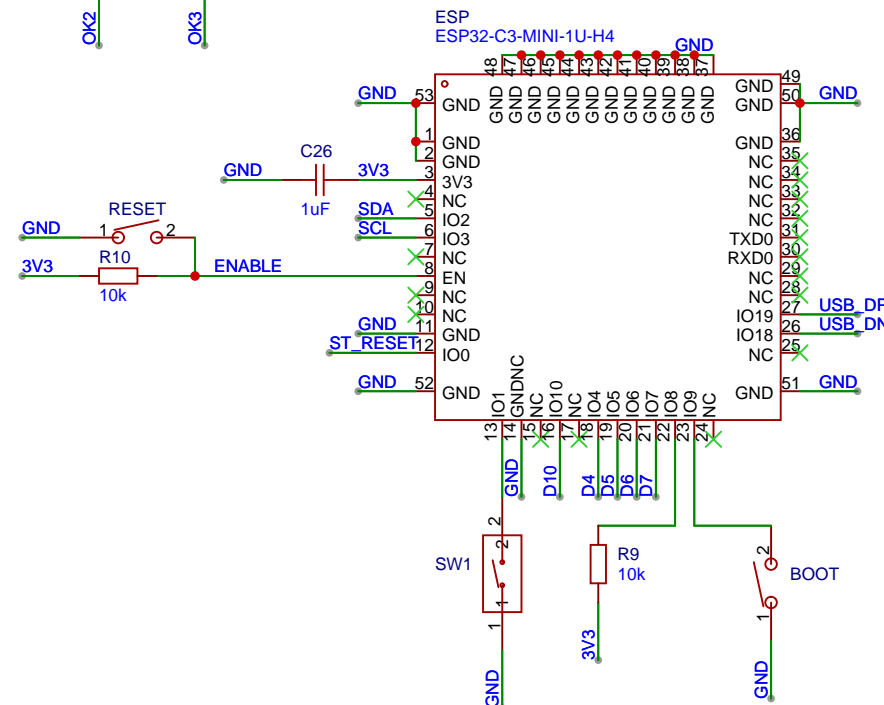 OK2
OK3
ESP
ESP32-C3-MINI-1U-H4
GND
48
47
46
45
44
43
42
41
40
39
38
37
GND
GND
GND
GND
GND
GND
GND
GND
GND
GND
GND
GND
GND 53 GND
1 GND
2 GND
C26
GND 3V3 3 3V3
1uF
4 NC
SDA 5 IO2
SCL 6 IO3
7 NC
RESET
GND 1 2
R10
3V3 ENABLE 8 EN
10k
9 NC
10 NC
GND 11 GND
ST_RESET 12 IO0
GND 52 GND
GND 49
GND 50 GND
GND 36
NC 35
NC 34
NC 33
NC 32
TXD0 31
RXD0 30
NC 29
NC 28
IO19 27 USB_DP
IO18 26 USB_DN
NC 25
GND 51 GND
IO1
GND
NC
IO10
NC
IO4
IO5
IO6
IO7
IO8
IO9
NC
13
14
15
16
17
18
19
20
21
22
23
24
GND
D10
D4
D5
D6
D7
SW1
2
2
1
1
GND
R9
10k
3V3
BOOT
2
1
GND